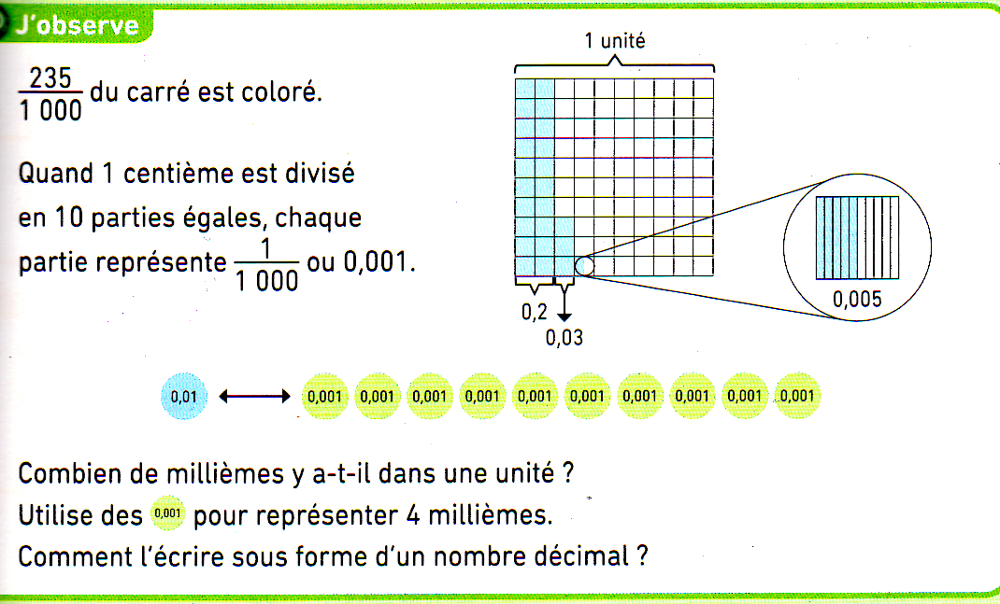 J'observe
1 unité
235
1 000 du carré est coloré.
Quand 1 centième est divisé
en 10 parties égales, chaque
partie représente 1/1 000 ou 0,001.
0,2
0,03
0,005
0,01 0,001 0,001 0,001 0,001 0,001 0,001 0,001 0,001 0,001 0,001
Combien de millièmes y a-t-il dans une unité ?
Utilise des 0,001 pour représenter 4 millièmes.
Comment l'écrire sous forme d'un nombre décimal ?